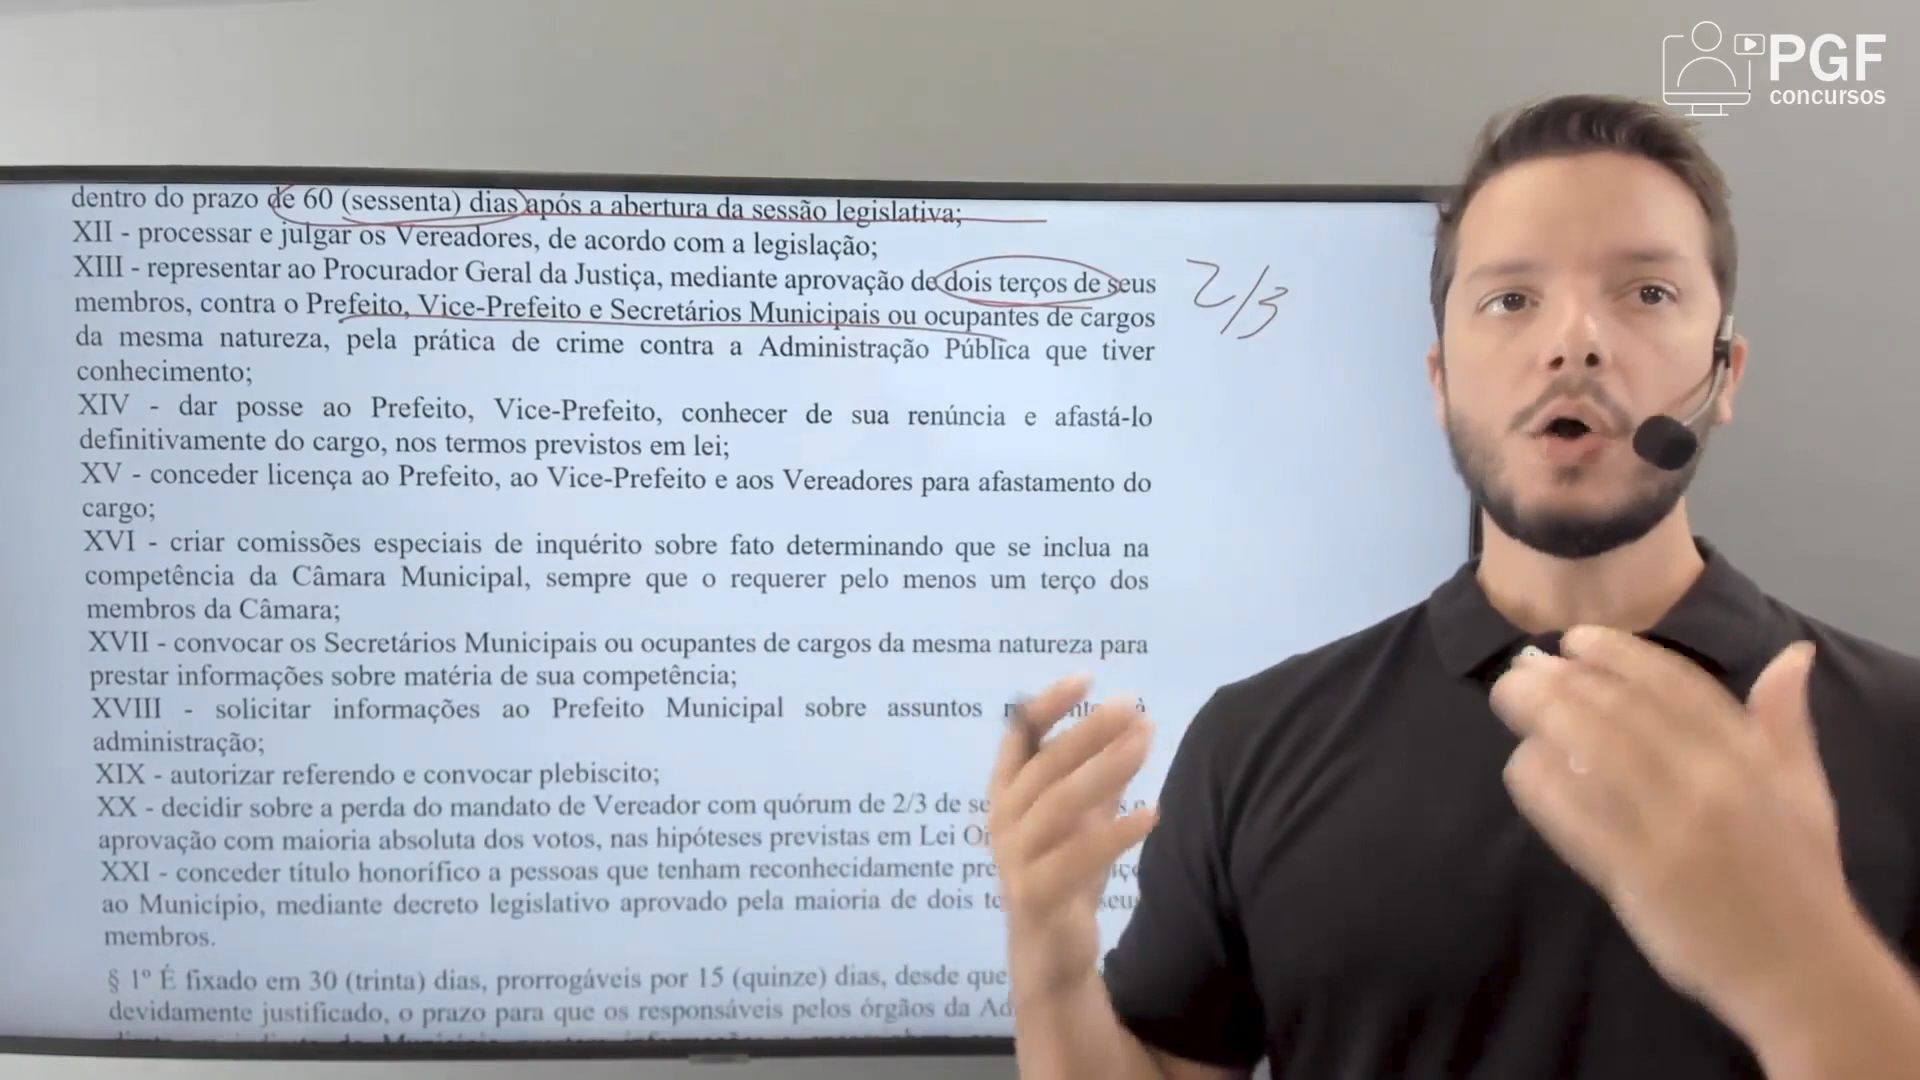 PGF
concursos
dentro do prazo de 60 (sessenta) dias após a abertura da sessão legislativa;
XII - processar e julgar os Vereadores, de acordo com a legislação;
XIII - representar ao Procurador Geral da Justiça, mediante aprovação de dois terços de seus
2/3
membros, contra o Prefeito, Vice-Prefeito e Secretários Municipais ou ocupantes de cargos
da mesma natureza, pela prática de crime contra a Administração Pública que tiver
conhecimento;
XIV - dar posse ao Prefeito, Vice-Prefeito, conhecer de sua renúncia e afastá-lo
definitivamente do cargo, nos termos previstos em lei;
XV - conceder licença ao Prefeito, ao Vice-Prefeito e aos Vereadores para afastamento do
cargo;
XVI - criar comissões especiais de inquérito sobre fato determinando que se inclua na
competência da Câmara Municipal, sempre que o requerer pelo menos um terço dos
membros da Câmara;
XVII - convocar os Secretários Municipais ou ocupantes de cargos da mesma natureza para
prestar informações sobre matéria de sua competência;
XVIII - solicitar informações ao Prefeito Municipal sobre assuntos à
administração;
XIX - autorizar referendo e convocar plebiscito;
XX - decidir sobre a perda do mandato de Vereador com quórum de 2/3 de
aprovação com maioria absoluta dos votos, nas hipóteses previstas em Lei
XXI - conceder título honorífico a pessoas que tenham reconhecidamente
ao Município, mediante decreto legislativo aprovado pela maioria de dois
membros.
§ 1º É fixado em 30 (trinta) dias, prorrogáveis por 15 (quinze) dias, desde que
devidamente justificado, o prazo para que os responsáveis pelos órgãos da